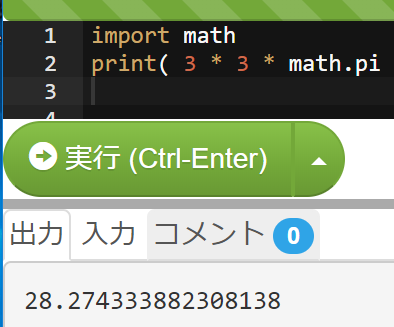 1 import math
2 print( 3 * 3 * math.pi
3
4
実行 (Ctrl-Enter)
出力 入力 コメント 0
28.274333882308138